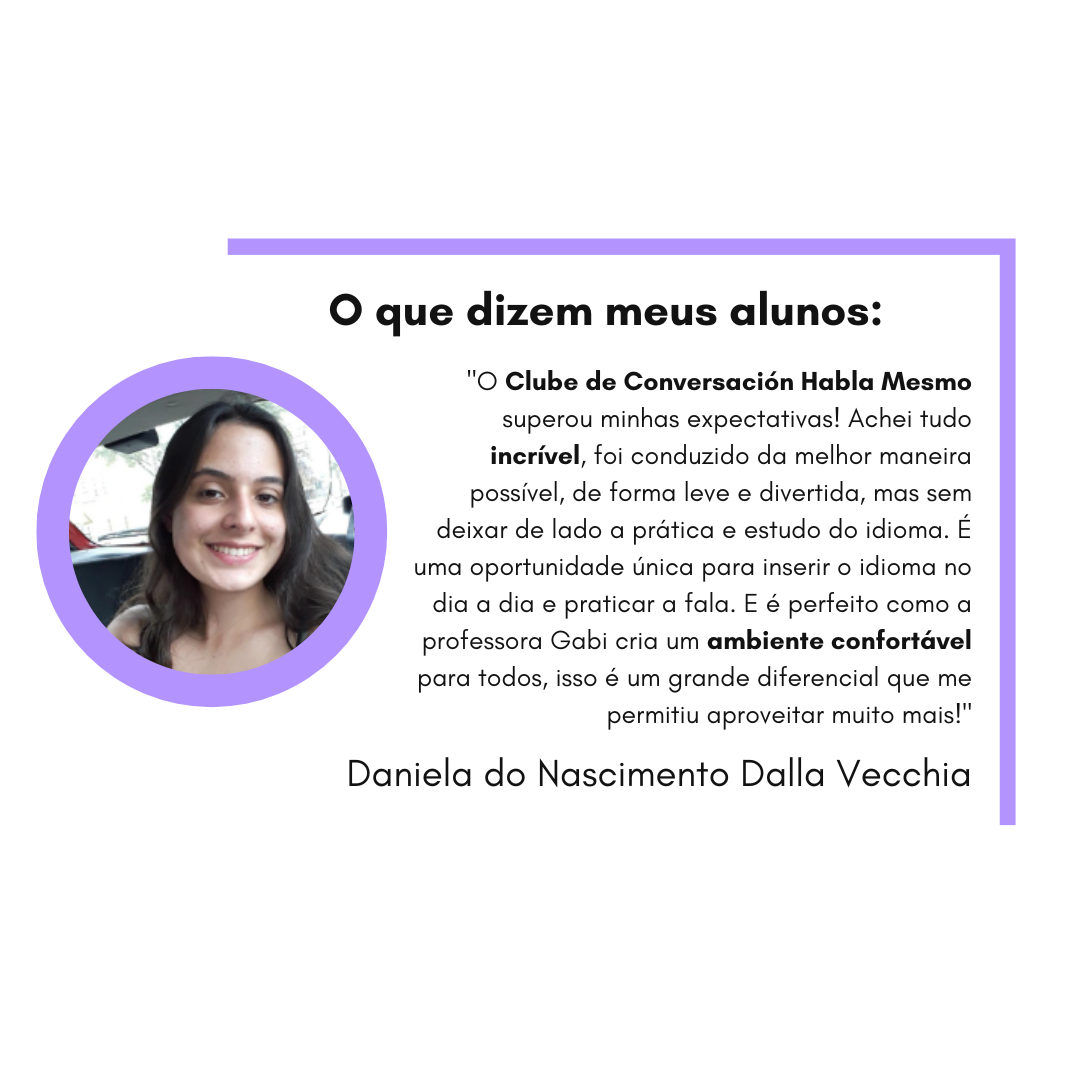 O que dizem meus alunos:
"O Clube de Conversación Habla Mesmo
superou minhas expectativas! Achei tudo
incrível, foi conduzido da melhor maneira
possível, de forma leve e divertida, mas sem
deixar de lado a prática e estudo do idioma. É
uma oportunidade única para inserir o idioma no
dia a dia e praticar a fala. E é perfeito como a
professora Gabi cria um ambiente confortável
para todos, isso é um grande diferencial que me
permitiu aproveitar muito mais!"
Daniela do Nascimento Dalla Vecchia